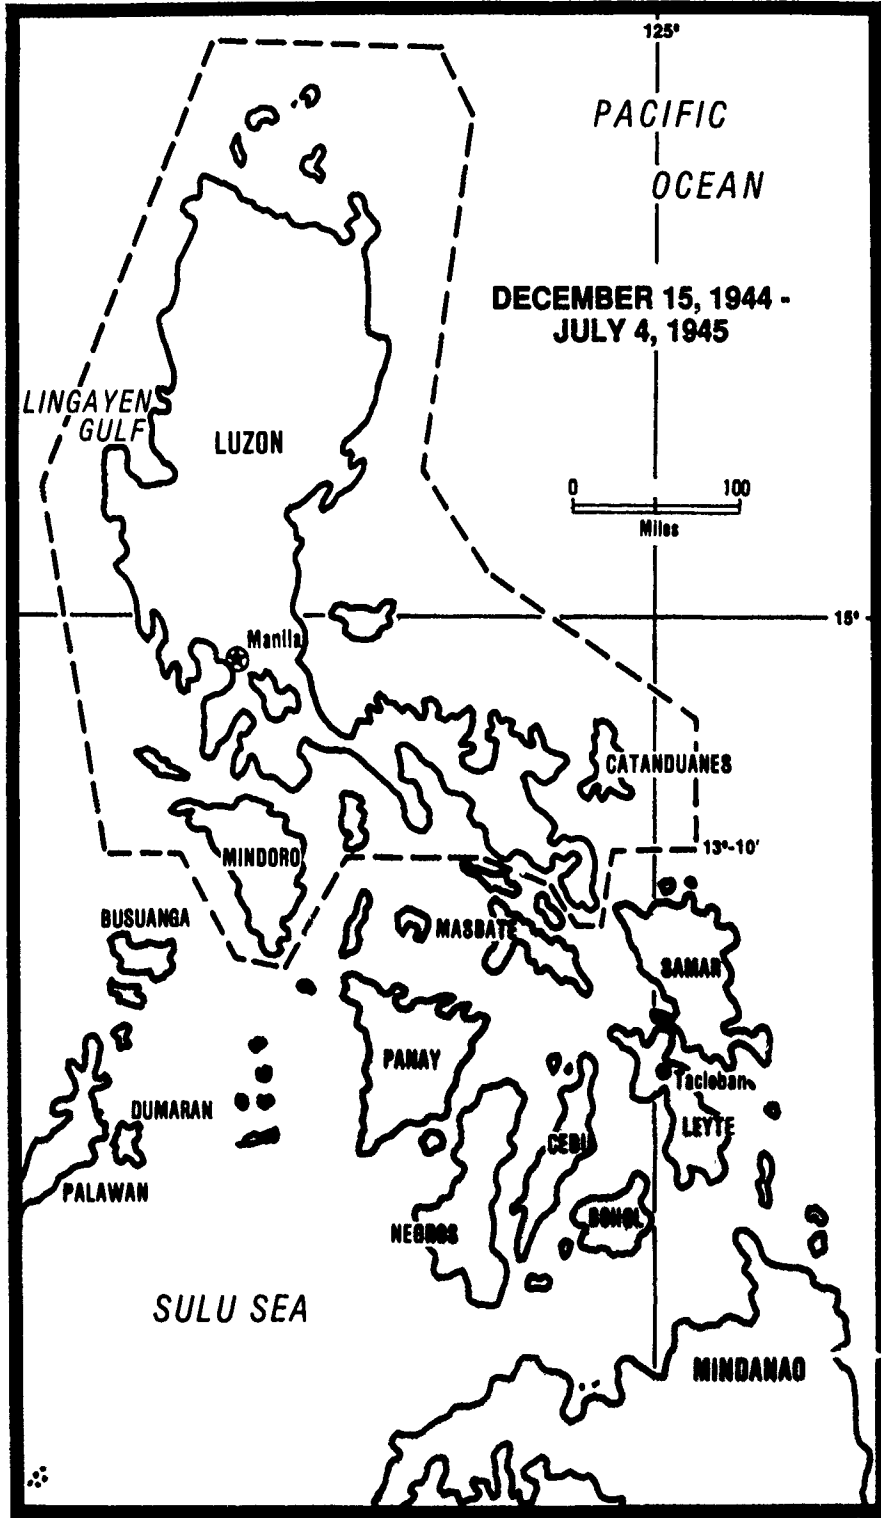 125°
PACIFIC
OCEAN
DECEMBER 15, 1944 -
JULY 4, 1945
LINGAYEN
GULF
LUZON
0 100
Miles
15°
Manila
CATANDUANES
13°-10'
MINDORO
BUSUANGA
MASBATE
SAMAR
PANAY
Tacloban
DUMARAN
LEYTE
CEBU
PALAWAN
BOHOL
NEGROS
SULU SEA
MINDANAO